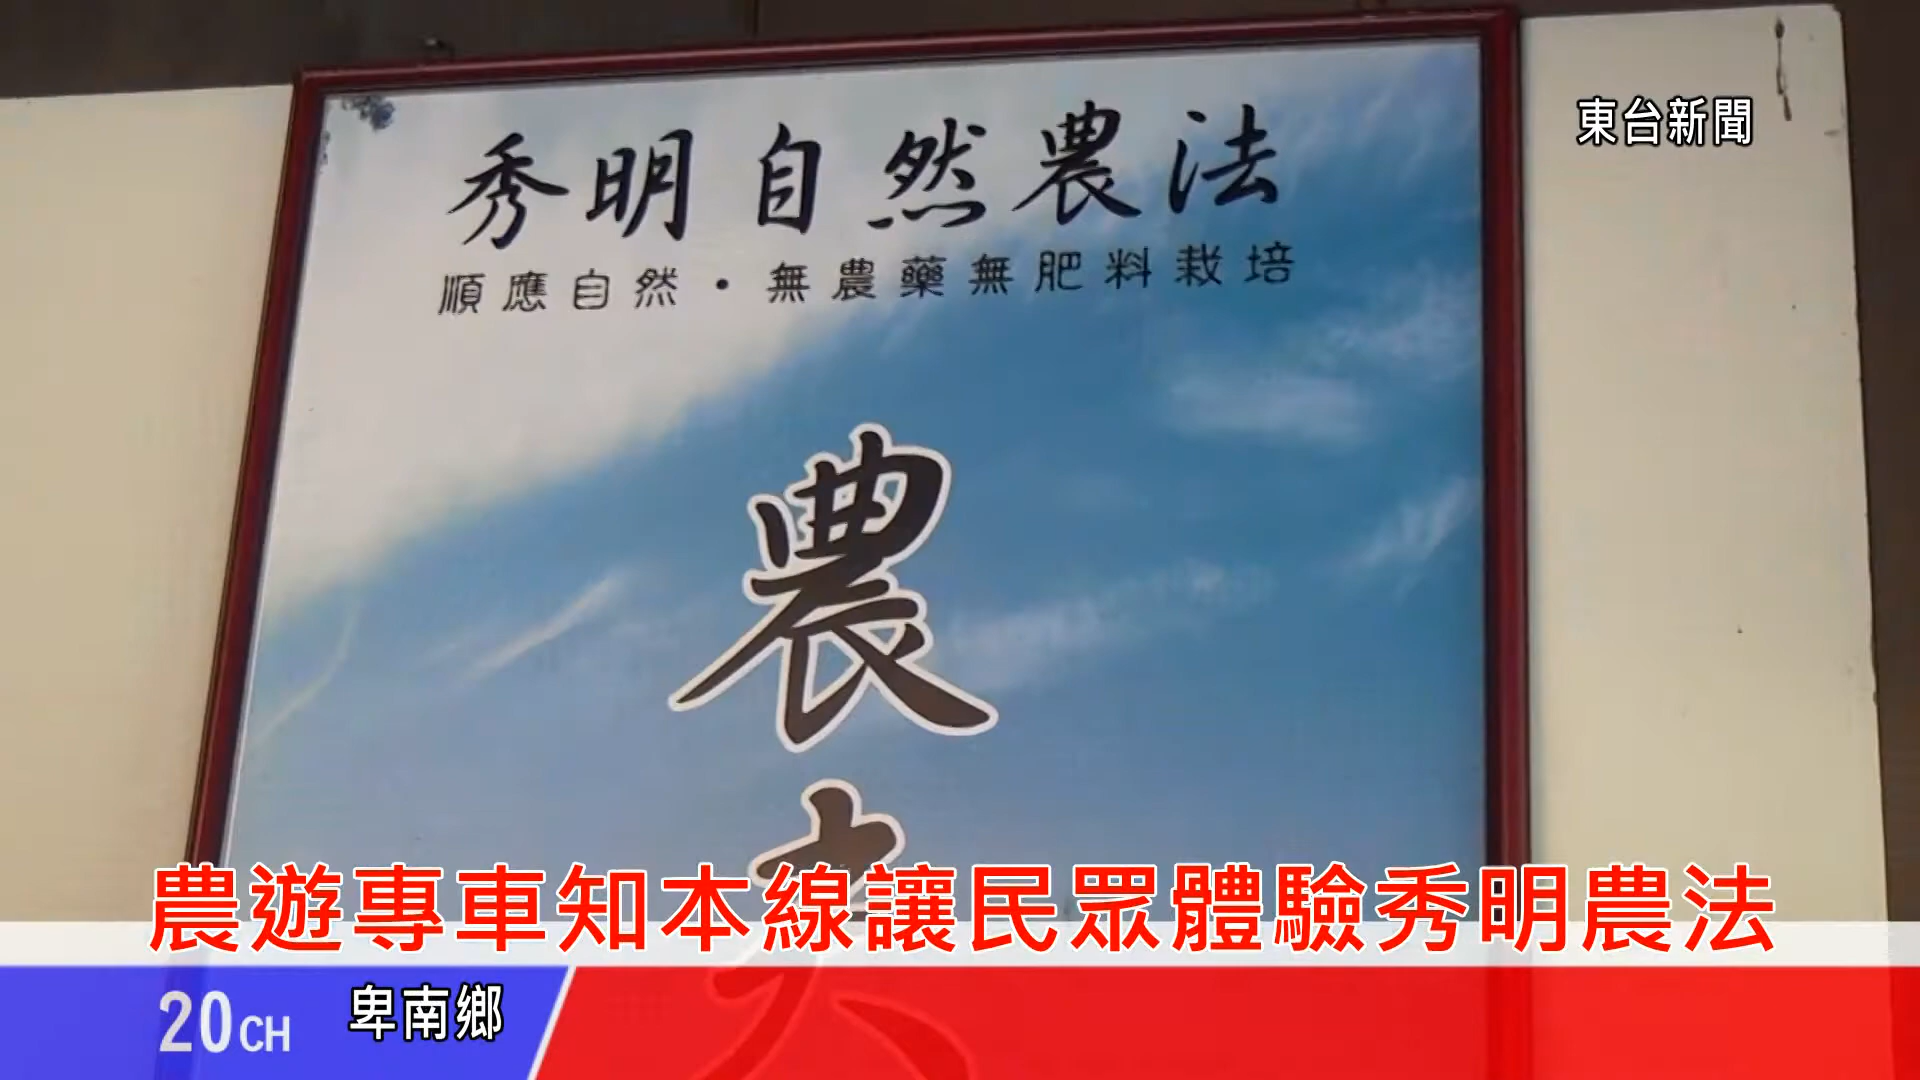 東台新聞
秀明自然農法
順應自然・無農藥無肥料栽培
農
夫
農遊專車知本線讓民眾體驗秀明農法
20CH 卑南鄉